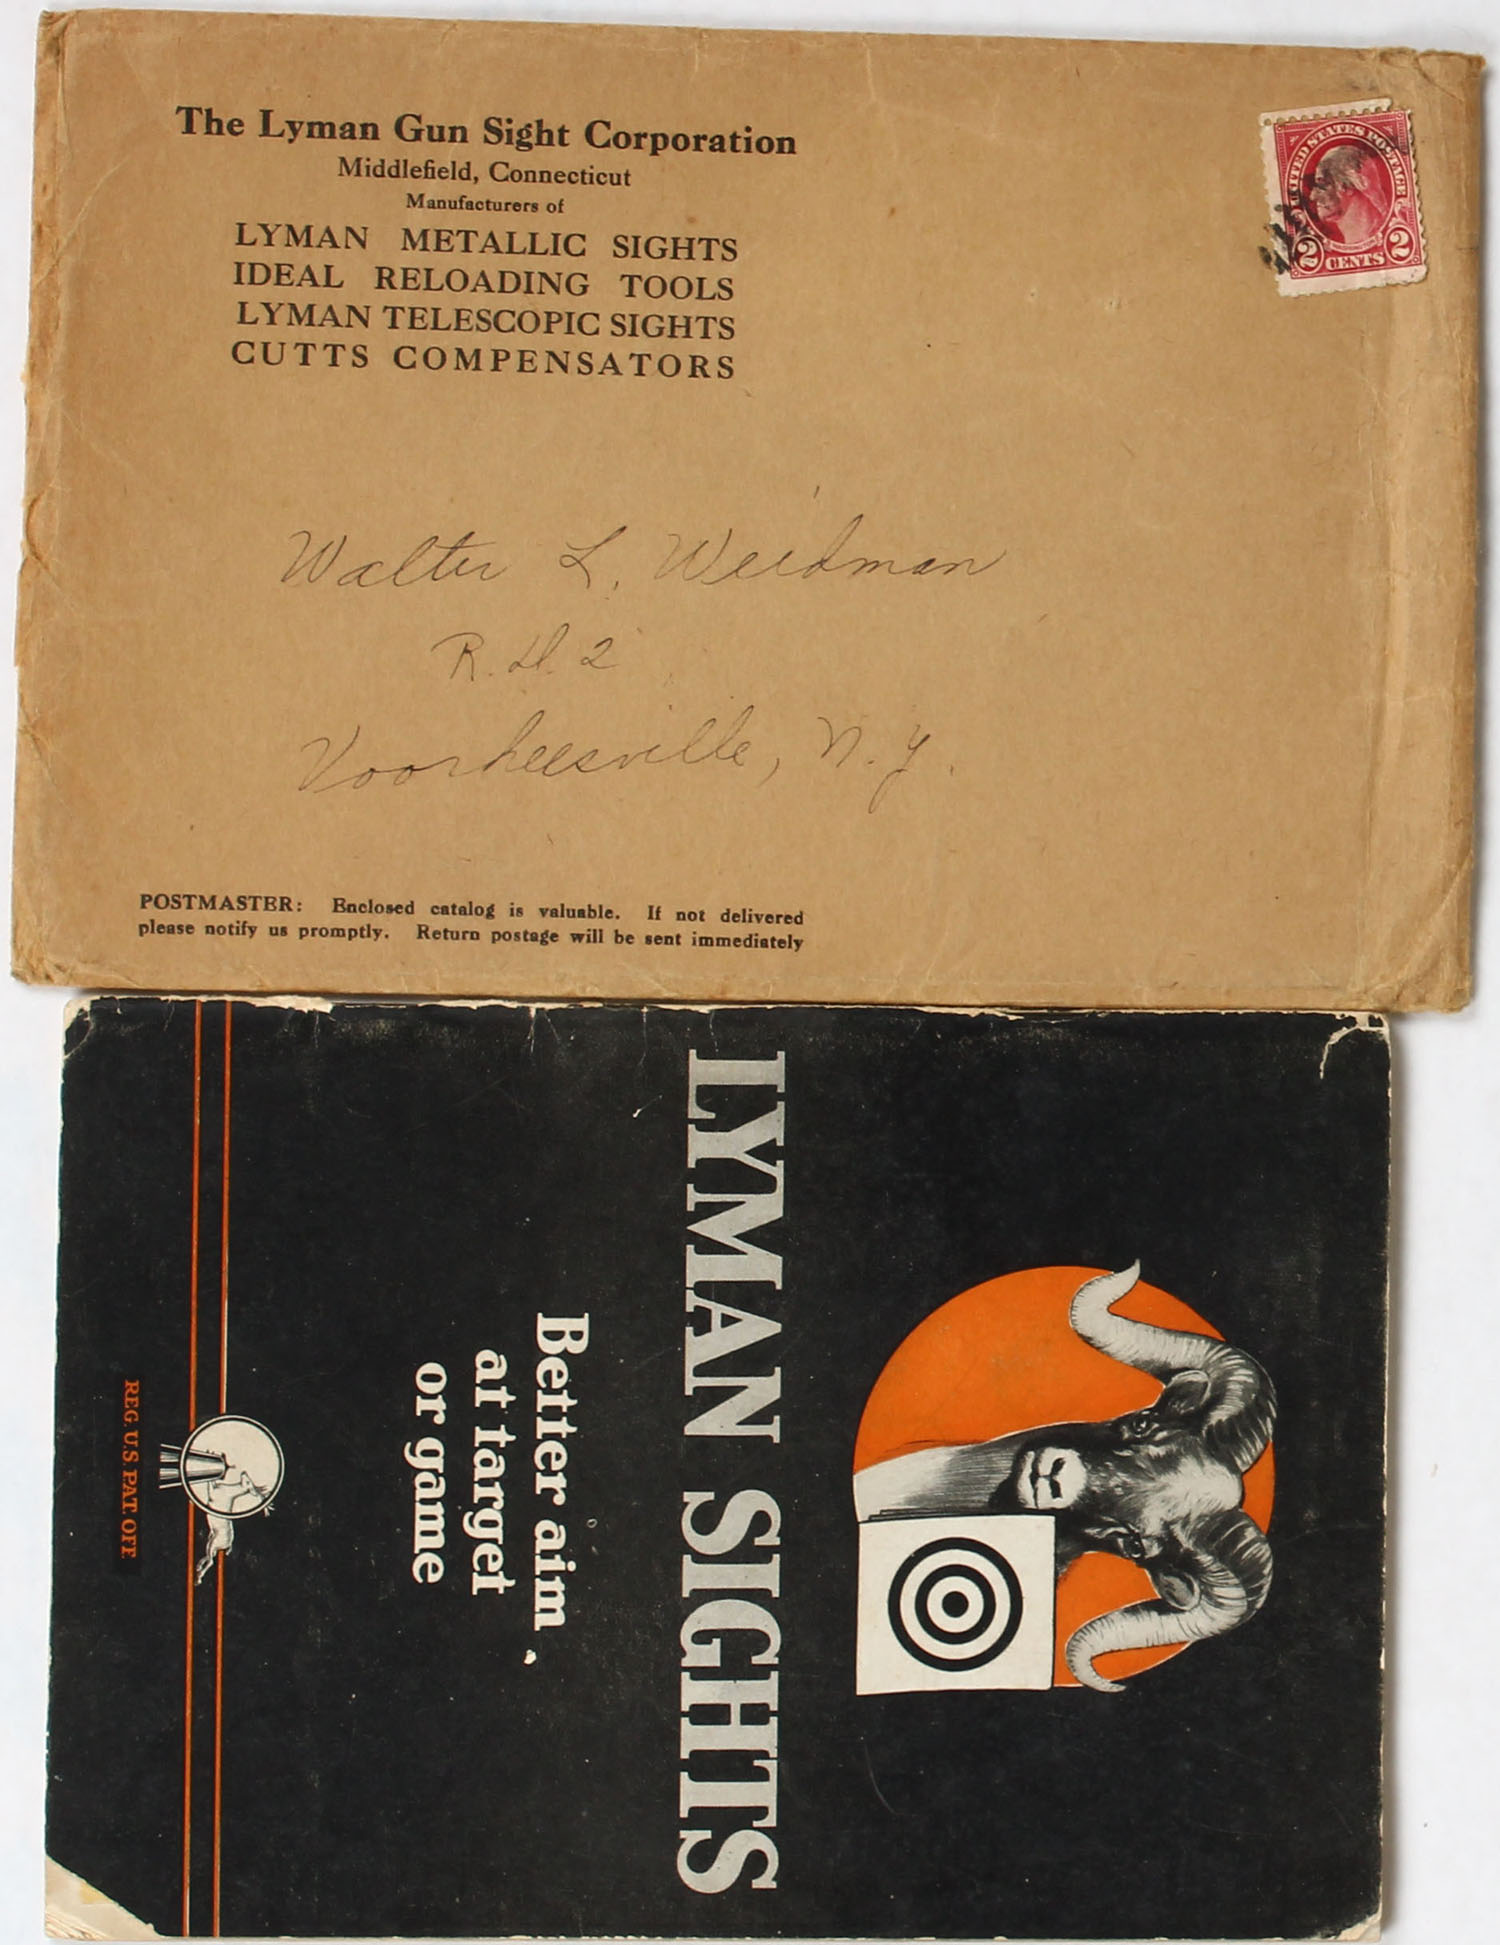 The Lyman Gun Sight Corporation
Middlefield, Connecticut
Manufacturers of
LYMAN METALLIC SIGHTS
IDEAL RELOADING TOOLS
LYMAN TELESCOPIC SIGHTS
CUTTS COMPENSATORS
UNITED STATES POSTAGE
WASHINGTON
2 CENTS 2
Walter L. Weidman
R. D. 2
Voorheesville, N. Y.
POSTMASTER: Enclosed catalog is valuable. If not delivered
please notify us promptly. Return postage will be sent immediately
LYMAN SIGHTS
Better aim
at target
or game
REG. U.S. PAT. OFF.